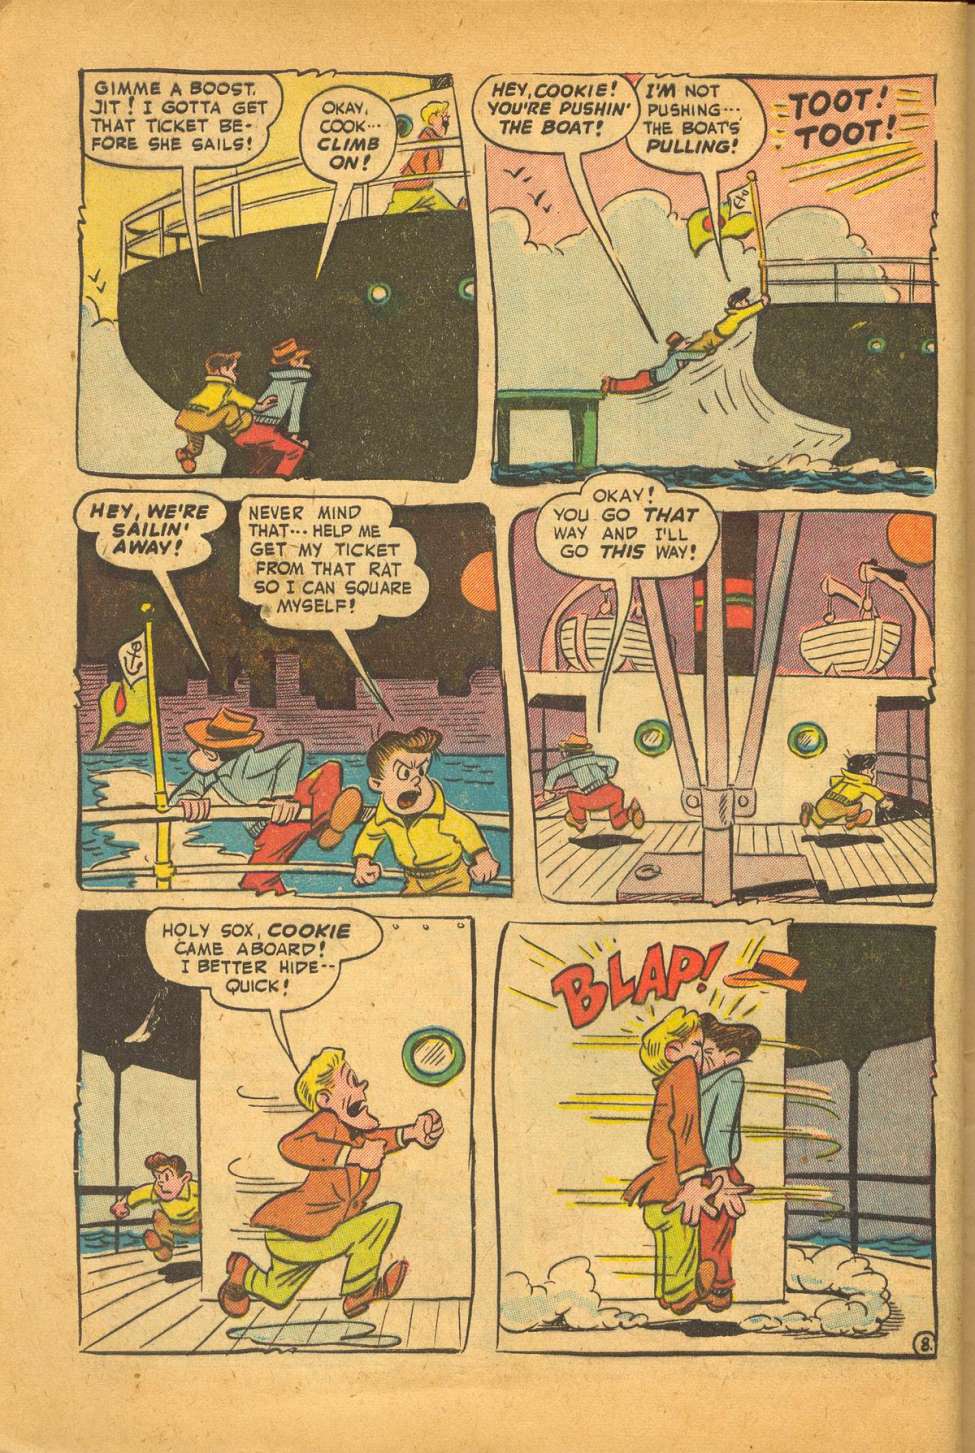 GIMME A BOOST,
JIT! I GOTTA GET
THAT TICKET BE-
FORE SHE SAILS!
OKAY,
COOK...
CLIMB
ON!
HEY, COOKIE!
YOU'RE PUSHIN'
THE BOAT!
I'M NOT
PUSHING...
THE BOAT'S
PULLING!
TOOT!
TOOT!
HEY, WE'RE
SAILIN'
AWAY!
NEVER MIND
THAT... HELP ME
GET MY TICKET
FROM THAT RAT
SO I CAN SQUARE
MYSELF!
OKAY!
YOU GO THAT
WAY AND I'LL
GO THIS WAY!
HOLY SOX, COOKIE
CAME ABOARD!
I BETTER HIDE--
QUICK!
BLAP!
8.